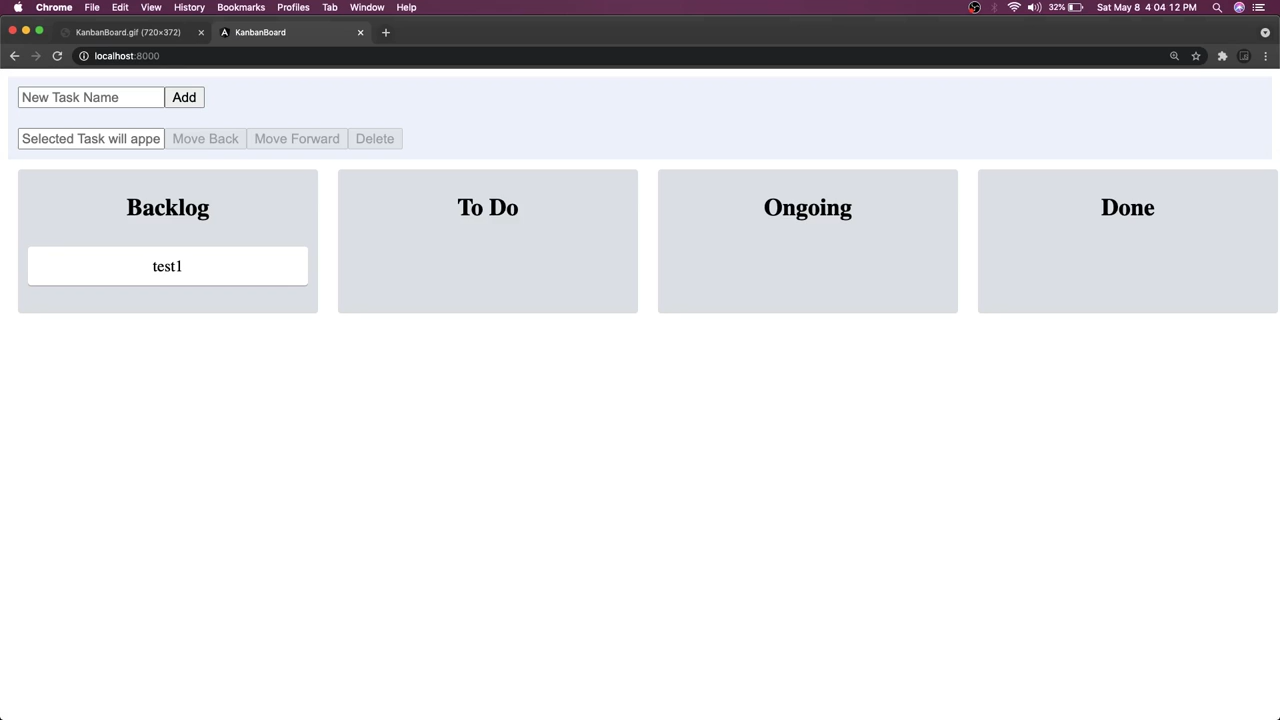 Chrome File Edit View History Bookmarks Profiles Tab Window Help 32% Sat May 8 4 04 12 PM
KanbanBoard.gif (720×372) KanbanBoard
localhost:8000
New Task Name Add
Selected Task will appe Move Back Move Forward Delete
Backlog To Do Ongoing Done
test1